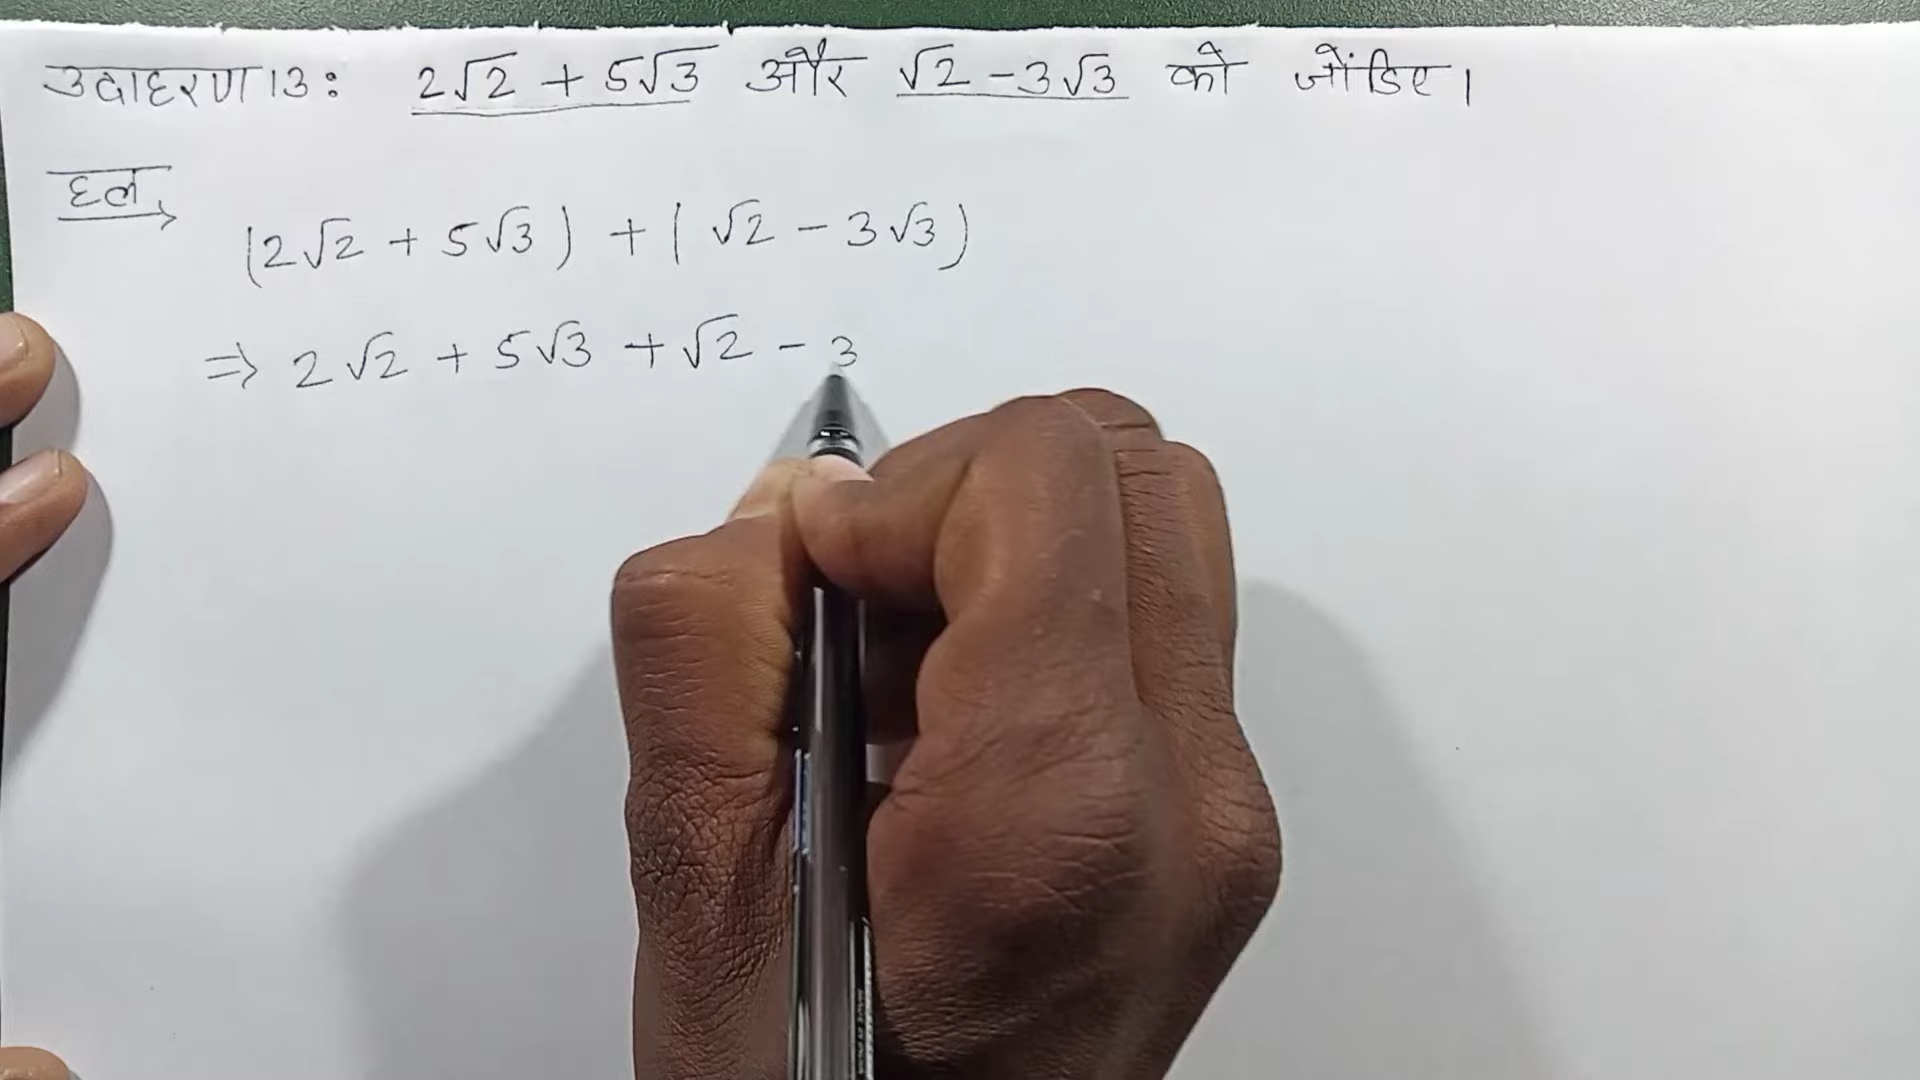 उदाहरण 13: 2√2 + 5√3 और √2 - 3√3 को जोंडिए।
हल
(2√2 + 5√3) + (√2 - 3√3)
⇒ 2√2 + 5√3 + √2 - 3